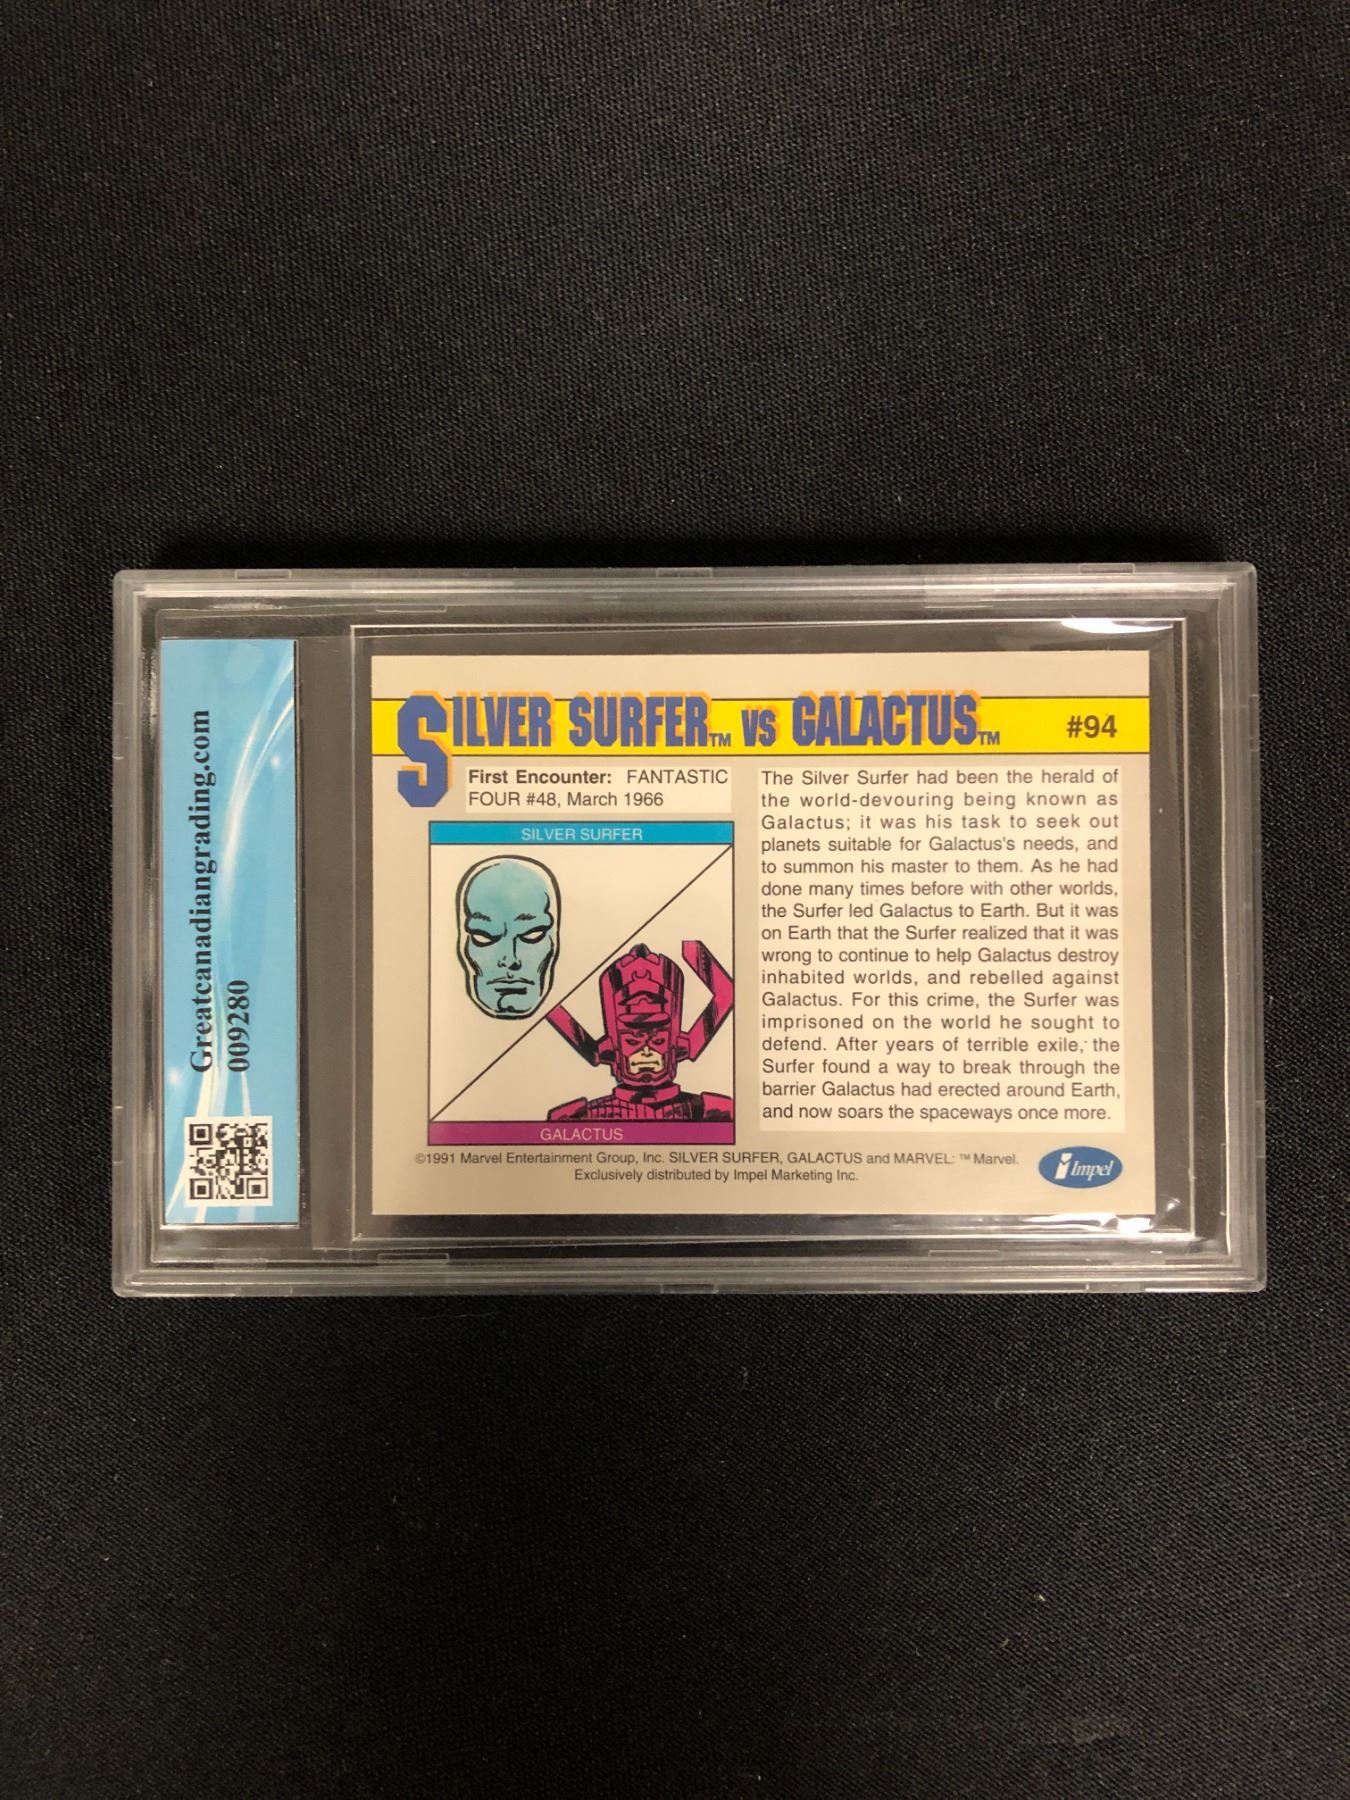 Greatcanadiangrading.com
009280
SILVER SURFER™ VS GALACTUS™
#94
First Encounter: FANTASTIC
FOUR #48, March 1966
SILVER SURFER
GALACTUS
The Silver Surfer had been the herald of
the world-devouring being known as
Galactus; it was his task to seek out
planets suitable for Galactus's needs, and
to summon his master to them. As he had
done many times before with other worlds,
the Surfer led Galactus to Earth. But it was
on Earth that the Surfer realized that it was
wrong to continue to help Galactus destroy
inhabited worlds, and rebelled against
Galactus. For this crime, the Surfer was
imprisoned on the world he sought to
defend. After years of terrible exile, the
Surfer found a way to break through the
barrier Galactus had erected around Earth,
and now soars the spaceways once more.
©1991 Marvel Entertainment Group, Inc. SILVER SURFER, GALACTUS and MARVEL: ™ Marvel.
Exclusively distributed by Impel Marketing Inc.
Impel